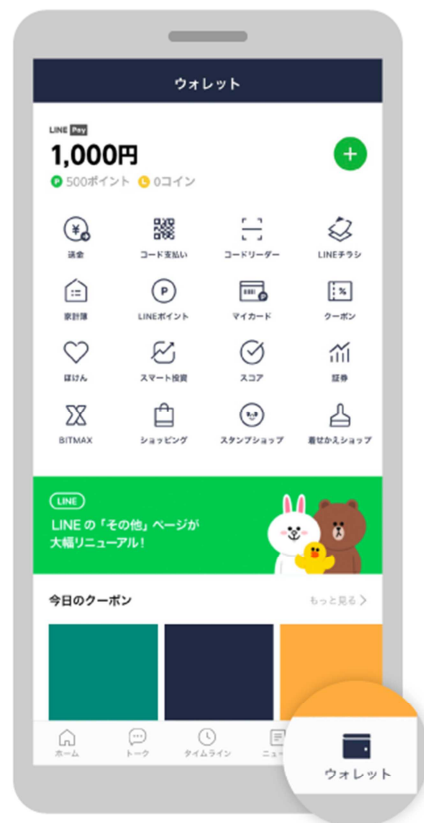 ウォレット
LINE Pay
1,000円
P 500ポイント L 0コイン
送金 コード支払い コードリーダー LINEチラシ
家計簿 LINEポイント マイカード クーポン
ほけん スマート投資 スコア 証券
BITMAX ショッピング スタンプショップ 着せかえショップ
LINE
LINE の「その他」ページが
大幅リニューアル!
今日のクーポン もっと見る
ホーム トーク タイムライン ニュー
ウォレット